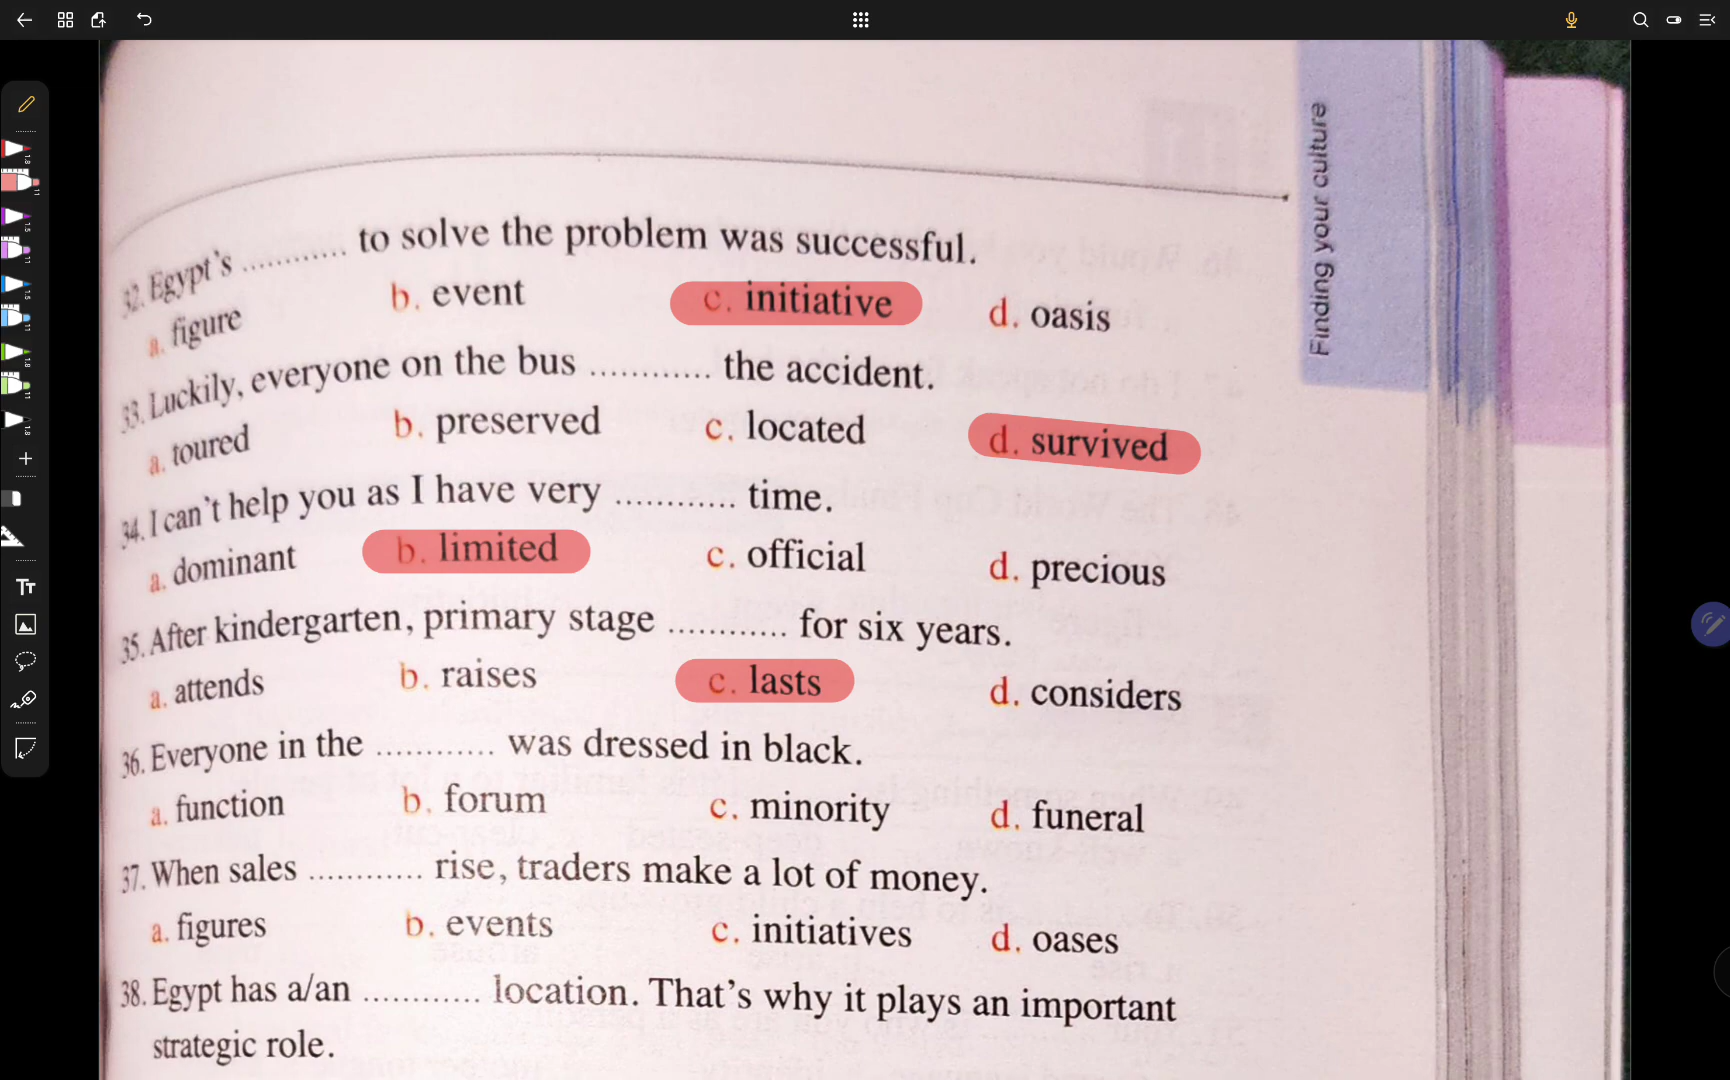 Finding your culture
32. Egypt's ............ to solve the problem was successful.
a. figure b. event c. initiative d. oasis
33. Luckily, everyone on the bus ............ the accident.
a. toured b. preserved c. located d. survived
34. I can't help you as I have very ............ time.
a. dominant b. limited c. official d. precious
35. After kindergarten, primary stage ............ for six years.
a. attends b. raises c. lasts d. considers
36. Everyone in the ............ was dressed in black.
a. function b. forum c. minority d. funeral
37. When sales ............ rise, traders make a lot of money.
a. figures b. events c. initiatives d. oases
38. Egypt has a/an ............ location. That's why it plays an important
strategic role.